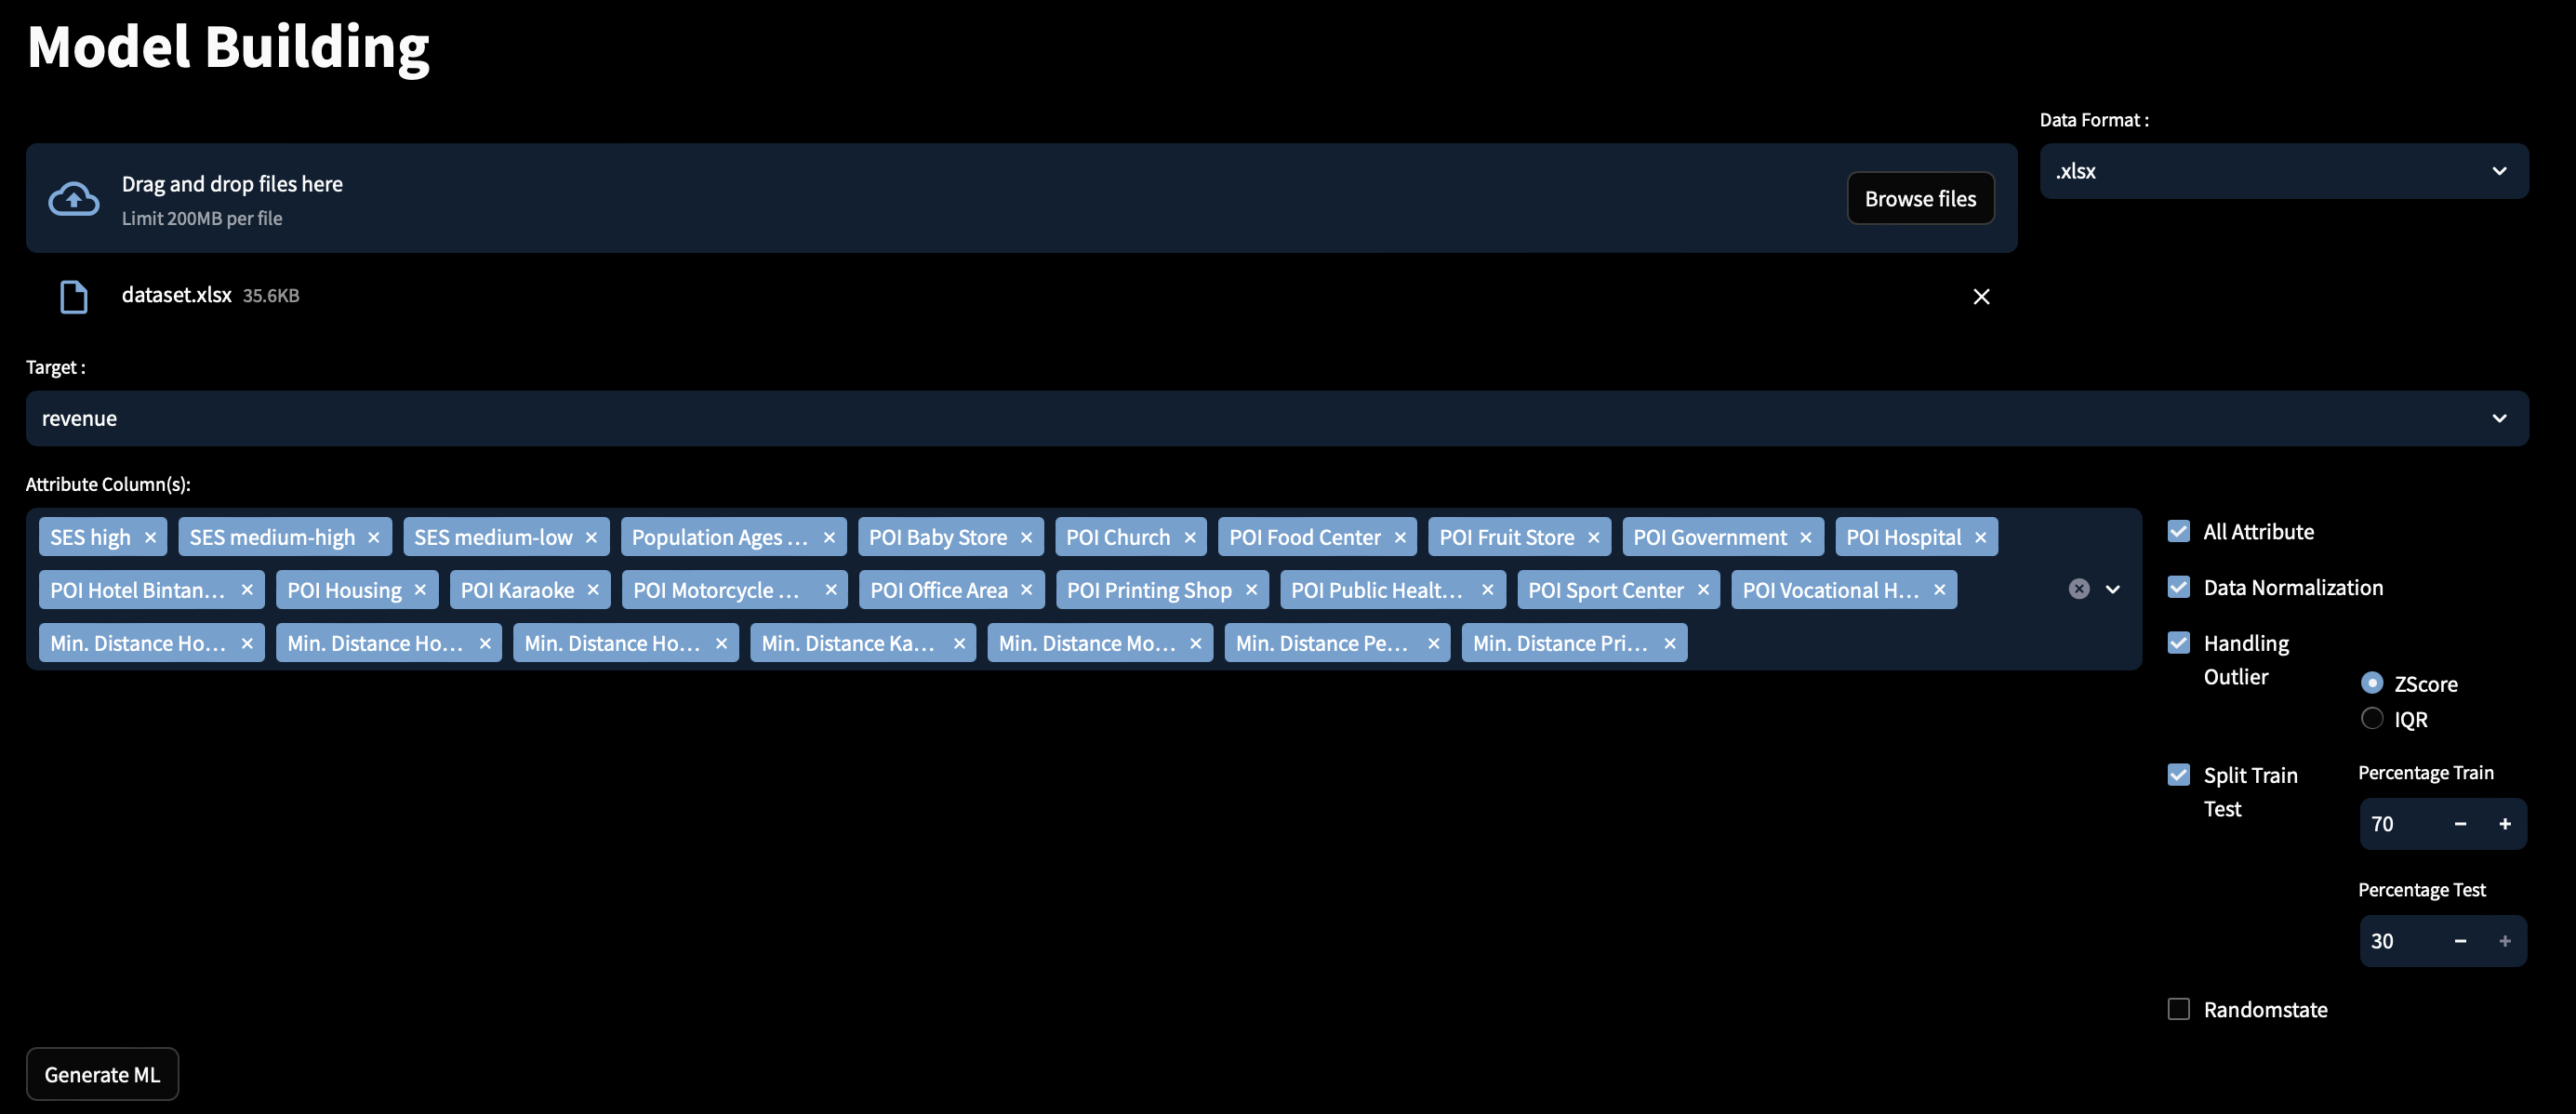 Model Building
Data Format :
.xlsx
Drag and drop files here
Limit 200MB per file
Browse files
dataset.xlsx 35.6KB
Target :
revenue
Attribute Column(s):
SES high SES medium-high SES medium-low Population Ages ... POI Baby Store POI Church POI Food Center POI Fruit Store POI Government POI Hospital
POI Hotel Bintan... POI Housing POI Karaoke POI Motorcycle ... POI Office Area POI Printing Shop POI Public Healt... POI Sport Center POI Vocational H...
Min. Distance Ho... Min. Distance Ho... Min. Distance Ho... Min. Distance Ka... Min. Distance Mo... Min. Distance Pe... Min. Distance Pri...
All Attribute
Data Normalization
Handling
Outlier
ZScore
IQR
Split Train
Test
Percentage Train
70
Percentage Test
30
Randomstate
Generate ML